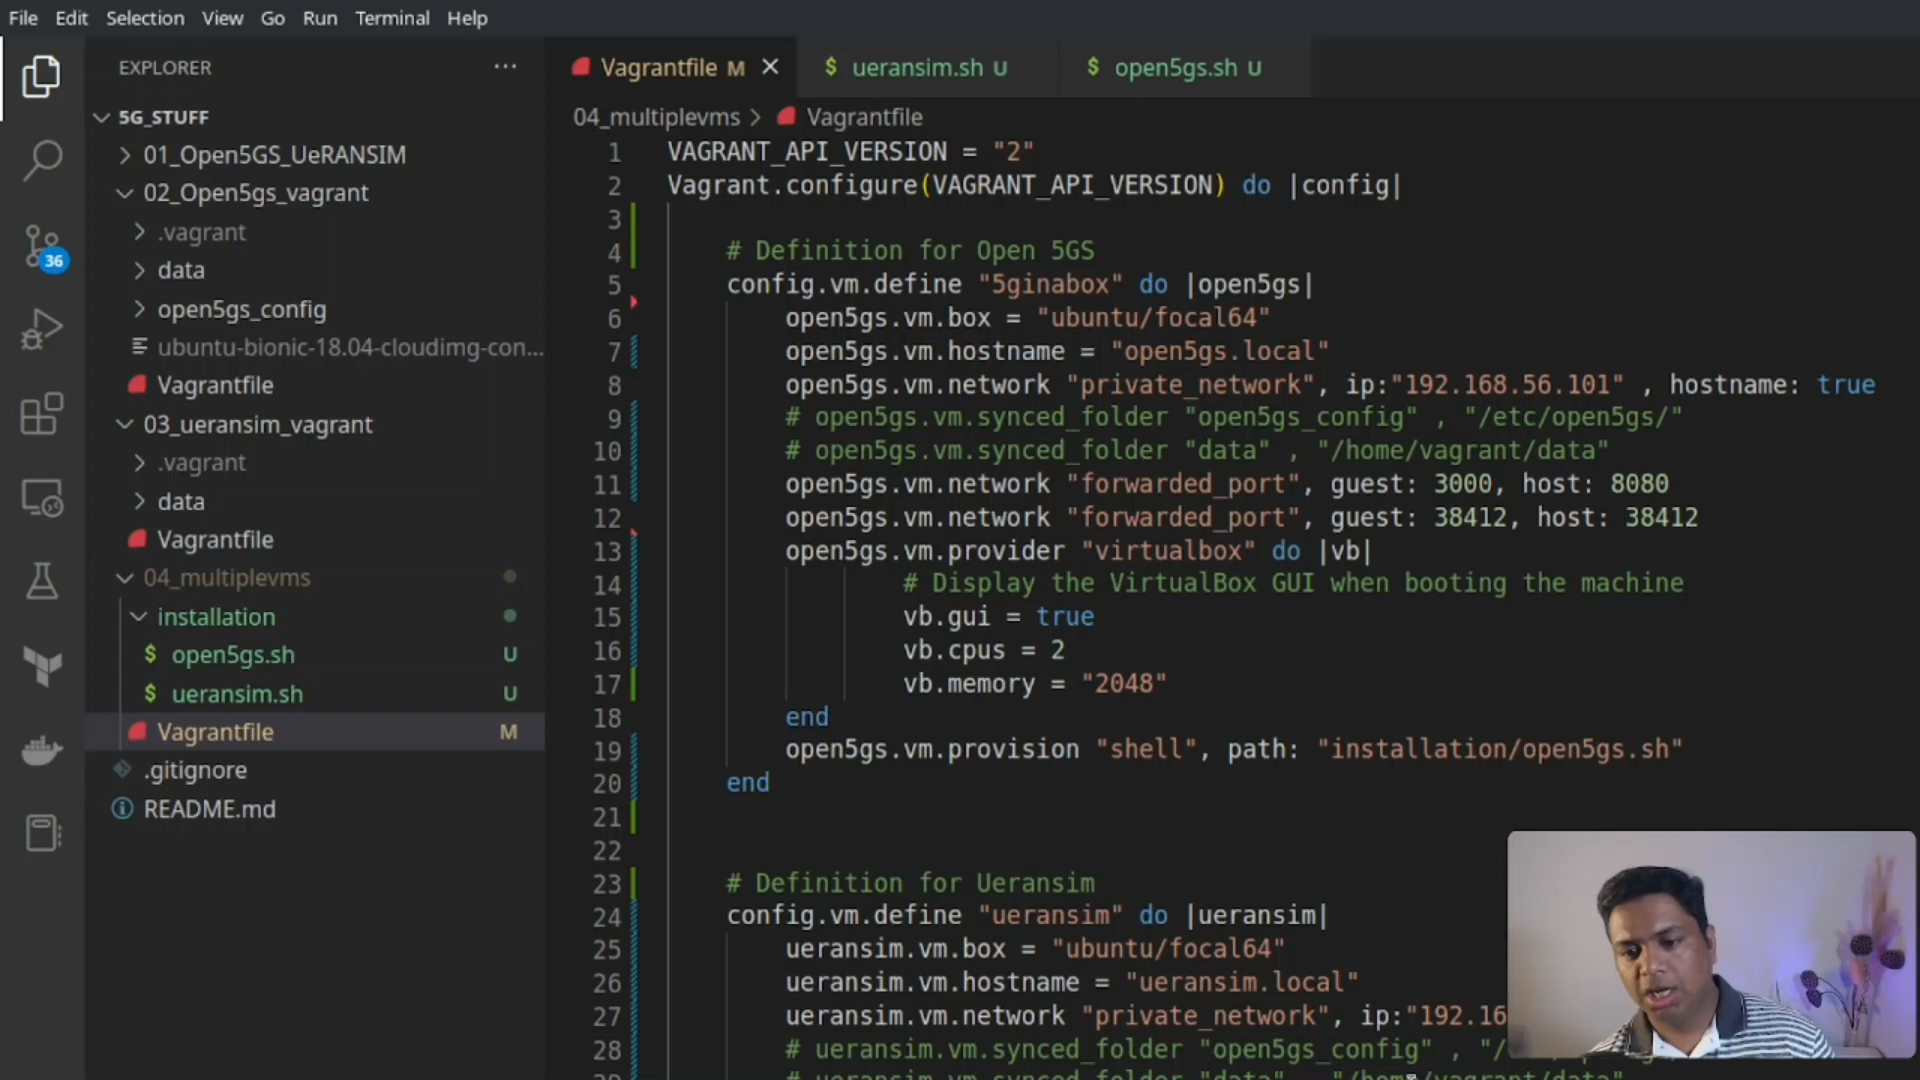 File Edit Selection View Go Run Terminal Help
EXPLORER ...
Vagrantfile M
$ ueransim.sh U
$ open5gs.sh U
5G_STUFF
04_multiplevms > Vagrantfile
01_Open5GS_UeRANSIM
02_Open5gs_vagrant
.vagrant
data
open5gs_config
ubuntu-bionic-18.04-cloudimg-con...
Vagrantfile
03_ueransim_vagrant
.vagrant
data
Vagrantfile
04_multiplevms
installation
$ open5gs.sh U
$ ueransim.sh U
Vagrantfile M
.gitignore
README.md
36
1 VAGRANT_API_VERSION = "2"
2 Vagrant.configure(VAGRANT_API_VERSION) do |config|
3
4 # Definition for Open 5GS
5 config.vm.define "5ginabox" do |open5gs|
6 open5gs.vm.box = "ubuntu/focal64"
7 open5gs.vm.hostname = "open5gs.local"
8 open5gs.vm.network "private_network", ip:"192.168.56.101" , hostname: true
9 # open5gs.vm.synced_folder "open5gs_config" , "/etc/open5gs/"
10 # open5gs.vm.synced_folder "data" , "/home/vagrant/data"
11 open5gs.vm.network "forwarded_port", guest: 3000, host: 8080
12 open5gs.vm.network "forwarded_port", guest: 38412, host: 38412
13 open5gs.vm.provider "virtualbox" do |vb|
14 # Display the VirtualBox GUI when booting the machine
15 vb.gui = true
16 vb.cpus = 2
17 vb.memory = "2048"
18 end
19 open5gs.vm.provision "shell", path: "installation/open5gs.sh"
20 end
21
22
23 # Definition for Ueransim
24 config.vm.define "ueransim" do |ueransim|
25 ueransim.vm.box = "ubuntu/focal64"
26 ueransim.vm.hostname = "ueransim.local"
27 ueransim.vm.network "private_network", ip:"192.16
28 # ueransim.vm.synced_folder "open5gs_config" , "/
# ueransim.vm.synced_folder "data" "/home/vagrant/data"